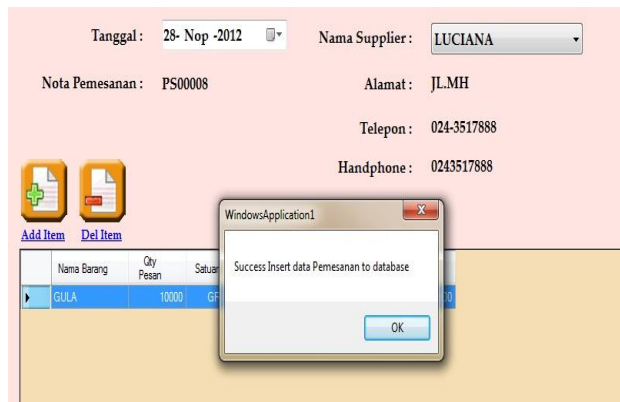 Tanggal : 28- Nop -2012 Nama Supplier : LUCIANA
Nota Pemesanan : PS00008 Alamat : JL.MH
Telepon : 024-3517888
Handphone : 0243517888
Add Item Del Item
WindowsApplication1
Success Insert data Pemesanan to database
OK
Nama Barang Qty Pesan
GULA 10000